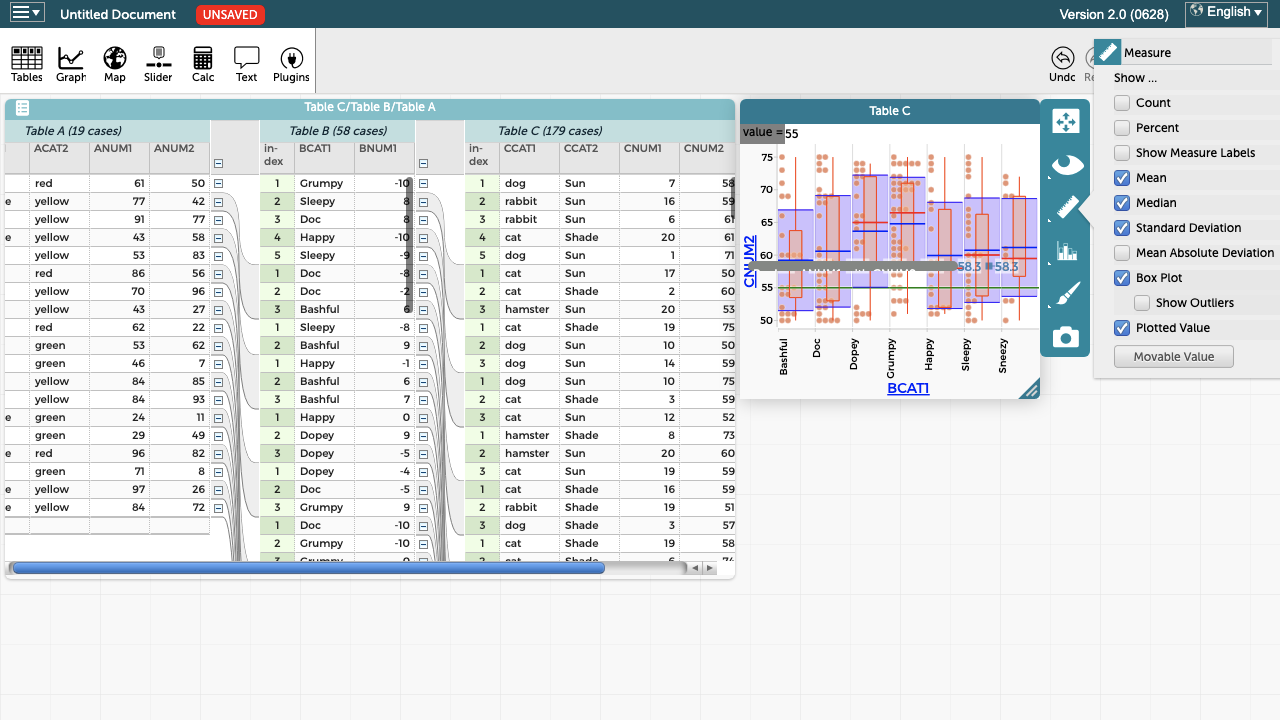 Untitled Document UNSAVED Version 2.0 (0628) English
Tables Graph Map Slider Calc Text Plugins Undo
Table C/Table B/Table A
Table A (19 cases) Table B (58 cases) Table C (179 cases)
ACAT2 ANUM1 ANUM2 in-dex BCAT1 BNUM1 in-dex CCAT1 CCAT2 CNUM1 CNUM2
red 61 50 1 Grumpy -10 1 dog Sun 7 58
e yellow 77 42 2 Sleepy 8 2 rabbit Sun 16 59
yellow 91 77 3 Doc 8 3 rabbit Sun 6 61
e yellow 43 58 4 Happy -10 4 cat Shade 20 61
yellow 53 83 5 Sleepy -9 5 dog Sun 1 71
red 86 56 1 Doc -8 1 cat Sun 17 50
yellow 70 96 2 Doc -2 2 cat Shade 2 60
yellow 43 27 3 Bashful 6 3 hamster Sun 20 53
red 62 22 1 Sleepy -8 1 cat Shade 19 75
green 53 62 2 Bashful 9 2 dog Sun 10 50
green 46 7 1 Happy -1 3 dog Sun 14 59
yellow 84 85 2 Bashful 6 1 dog Sun 10 75
yellow 84 3 Bashful 7 2 cat Shade 3 59
e green 24 11 1 Happy 0 3 cat Sun 12 52
green 29 49 2 Dopey 9 1 hamster Shade 8 73
e red 96 82 3 Dopey -5 2 hamster Sun 20 60
green 71 8 1 Dopey -4 3 cat Sun 19 59
e yellow 97 26 2 Doc -5 1 cat Shade 16 59
e yellow 84 72 3 Grumpy 9 2 rabbit Shade 19 51
1 Doc -10 3 dog Shade 3 57
2 Grumpy -10 1 cat Shade 19 58
Table C
value = 55
75
70
65
60
55
50
CNUM2
58.3 58.3
Bashful Doc Dopey Grumpy Happy Sleepy Sneezy
BCAT1
Measure
Show ...
Count
Percent
Show Measure Labels
Mean
Median
Standard Deviation
Mean Absolute Deviation
Box Plot
Show Outliers
Plotted Value
Movable Value